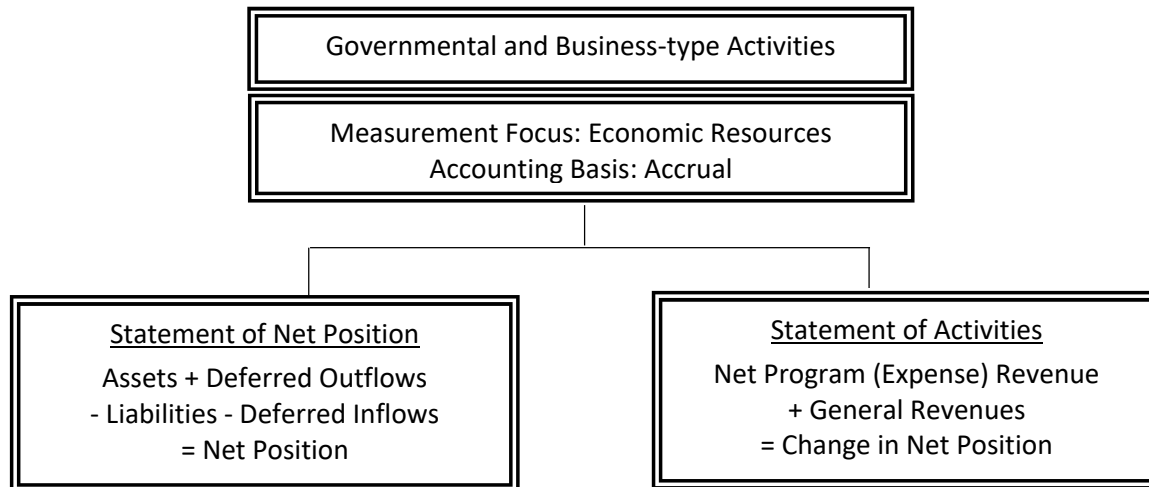 Governmental and Business-type Activities
Measurement Focus: Economic Resources
Accounting Basis: Accrual
Statement of Net Position
Assets + Deferred Outflows
- Liabilities - Deferred Inflows
= Net Position
Statement of Activities
Net Program (Expense) Revenue
+ General Revenues
= Change in Net Position